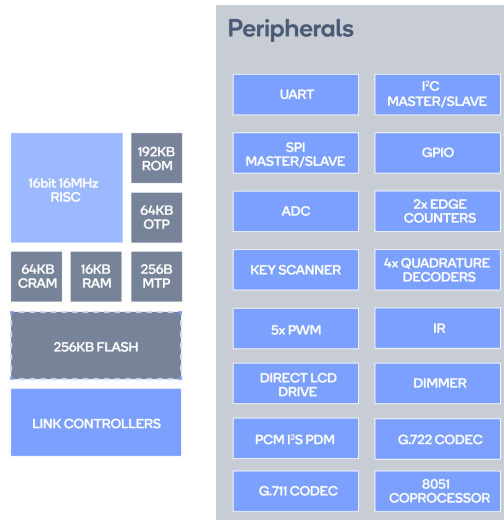 Peripherals
UART
I²C
MASTER/SLAVE
SPI
MASTER/SLAVE
GPIO
ADC
2x EDGE
COUNTERS
KEY SCANNER
4x QUADRATURE
DECODERS
5x PWM
IR
DIRECT LCD
DRIVE
DIMMER
PCM I²S PDM
G.722 CODEC
G.711 CODEC
8051
COPROCESSOR
16bit 16MHz
RISC
192KB
ROM
64KB
OTP
64KB
CRAM
16KB
RAM
256B
MTP
256KB FLASH
LINK CONTROLLERS